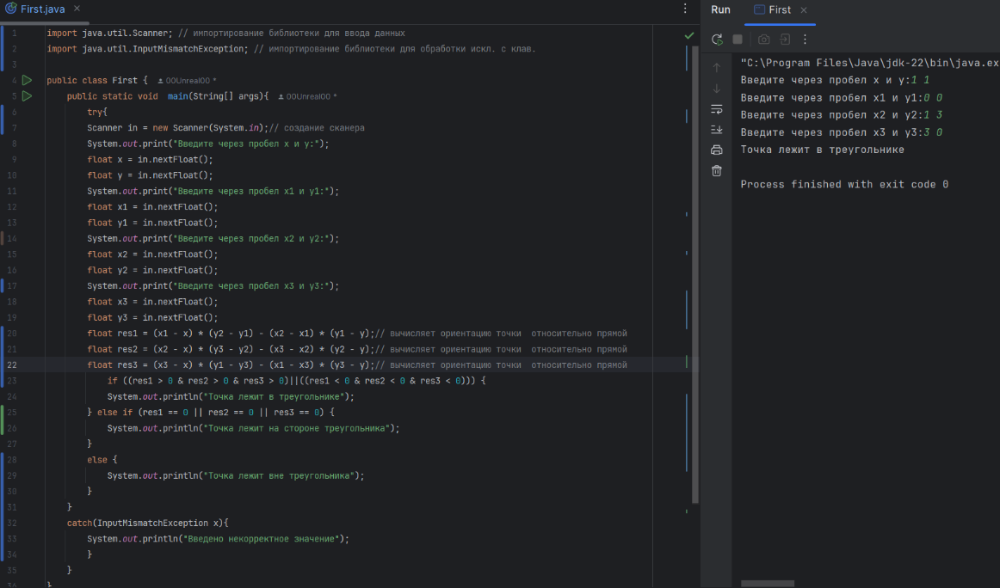 First.java
import java.util.Scanner; // импортирование библиотеки для ввода данных
import java.util.InputMismatchException; // импортирование библиотеки для обработки искл. с клав.
public class First { 00Unreal00 *
public static void  main(String[] args){ 00Unreal00 *
try{
Scanner in = new Scanner(System.in);// создание сканера
System.out.print("Введите через пробел x и y:");
float x = in.nextFloat();
float y = in.nextFloat();
System.out.print("Введите через пробел x1 и y1:");
float x1 = in.nextFloat();
float y1 = in.nextFloat();
System.out.print("Введите через пробел x2 и y2:");
float x2 = in.nextFloat();
float y2 = in.nextFloat();
System.out.print("Введите через пробел x3 и y3:");
float x3 = in.nextFloat();
float y3 = in.nextFloat();
float res1 = (x1 - x) * (y2 - y1) - (x2 - x1) * (y1 - y);// вычисляет ориентацию точки  относительно прямой
float res2 = (x2 - x) * (y3 - y2) - (x3 - x2) * (y2 - y);// вычисляет ориентацию точки  относительно прямой
float res3 = (x3 - x) * (y1 - y3) - (x1 - x3) * (y3 - y);// вычисляет ориентацию точки  относительно прямой
if ((res1 > 0 & res2 > 0 & res3 > 0)||((res1 < 0 & res2 < 0 & res3 < 0))) {
System.out.println("Точка лежит в треугольнике");
} else if (res1 == 0 || res2 == 0 || res3 == 0) {
System.out.println("Точка лежит на стороне треугольника");
}
else {
System.out.println("Точка лежит вне треугольника");
}
}
catch(InputMismatchException x){
System.out.println("Введено некорректное значение");
}
}
}
Run First
"C:\Program Files\Java\jdk-22\bin\java.ex
Введите через пробел x и y:1 1
Введите через пробел x1 и y1:0 0
Введите через пробел x2 и y2:1 3
Введите через пробел x3 и y3:3 0
Точка лежит в треугольнике
Process finished with exit code 0